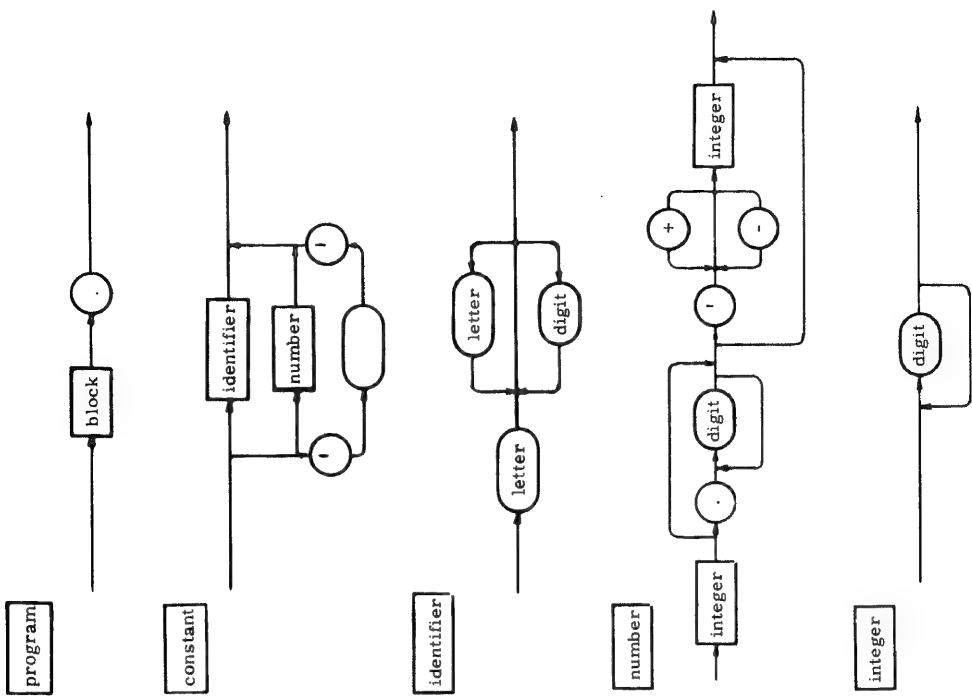 program
block
.
constant
identifier
number
'
'
identifier
letter
letter
digit
number
integer
.
digit
'
+
-
integer
integer
digit